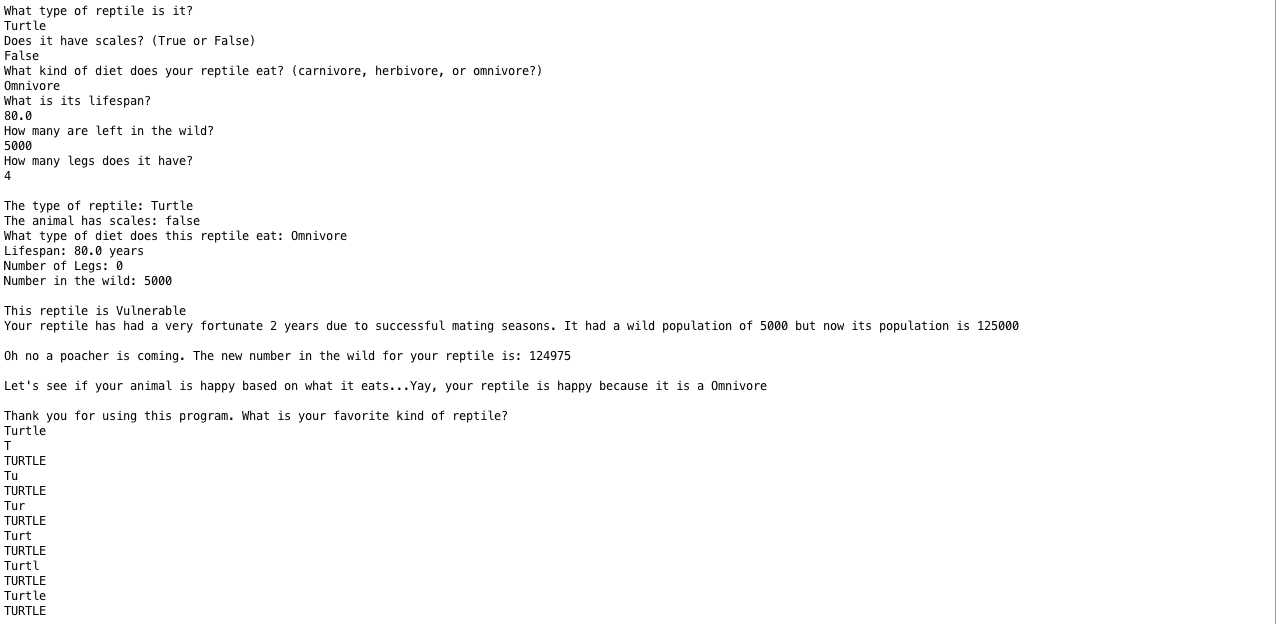 What type of reptile is it?
Turtle
Does it have scales? (True or False)
False
What kind of diet does your reptile eat? (carnivore, herbivore, or omnivore?)
Omnivore
What is its lifespan?
80.0
How many are left in the wild?
5000
How many legs does it have?
4
The type of reptile: Turtle
The animal has scales: false
What type of diet does this reptile eat: Omnivore
Lifespan: 80.0 years
Number of Legs: 0
Number in the wild: 5000
This reptile is Vulnerable
Your reptile has had a very fortunate 2 years due to successful mating seasons. It had a wild population of 5000 but now its population is 125000
Oh no a poacher is coming. The new number in the wild for your reptile is: 124975
Let's see if your animal is happy based on what it eats...Yay, your reptile is happy because it is a Omnivore
Thank you for using this program. What is your favorite kind of reptile?
Turtle
T
TURTLE
Tu
TURTLE
Tur
TURTLE
Turt
TURTLE
Turtl
TURTLE
Turtle
TURTLE